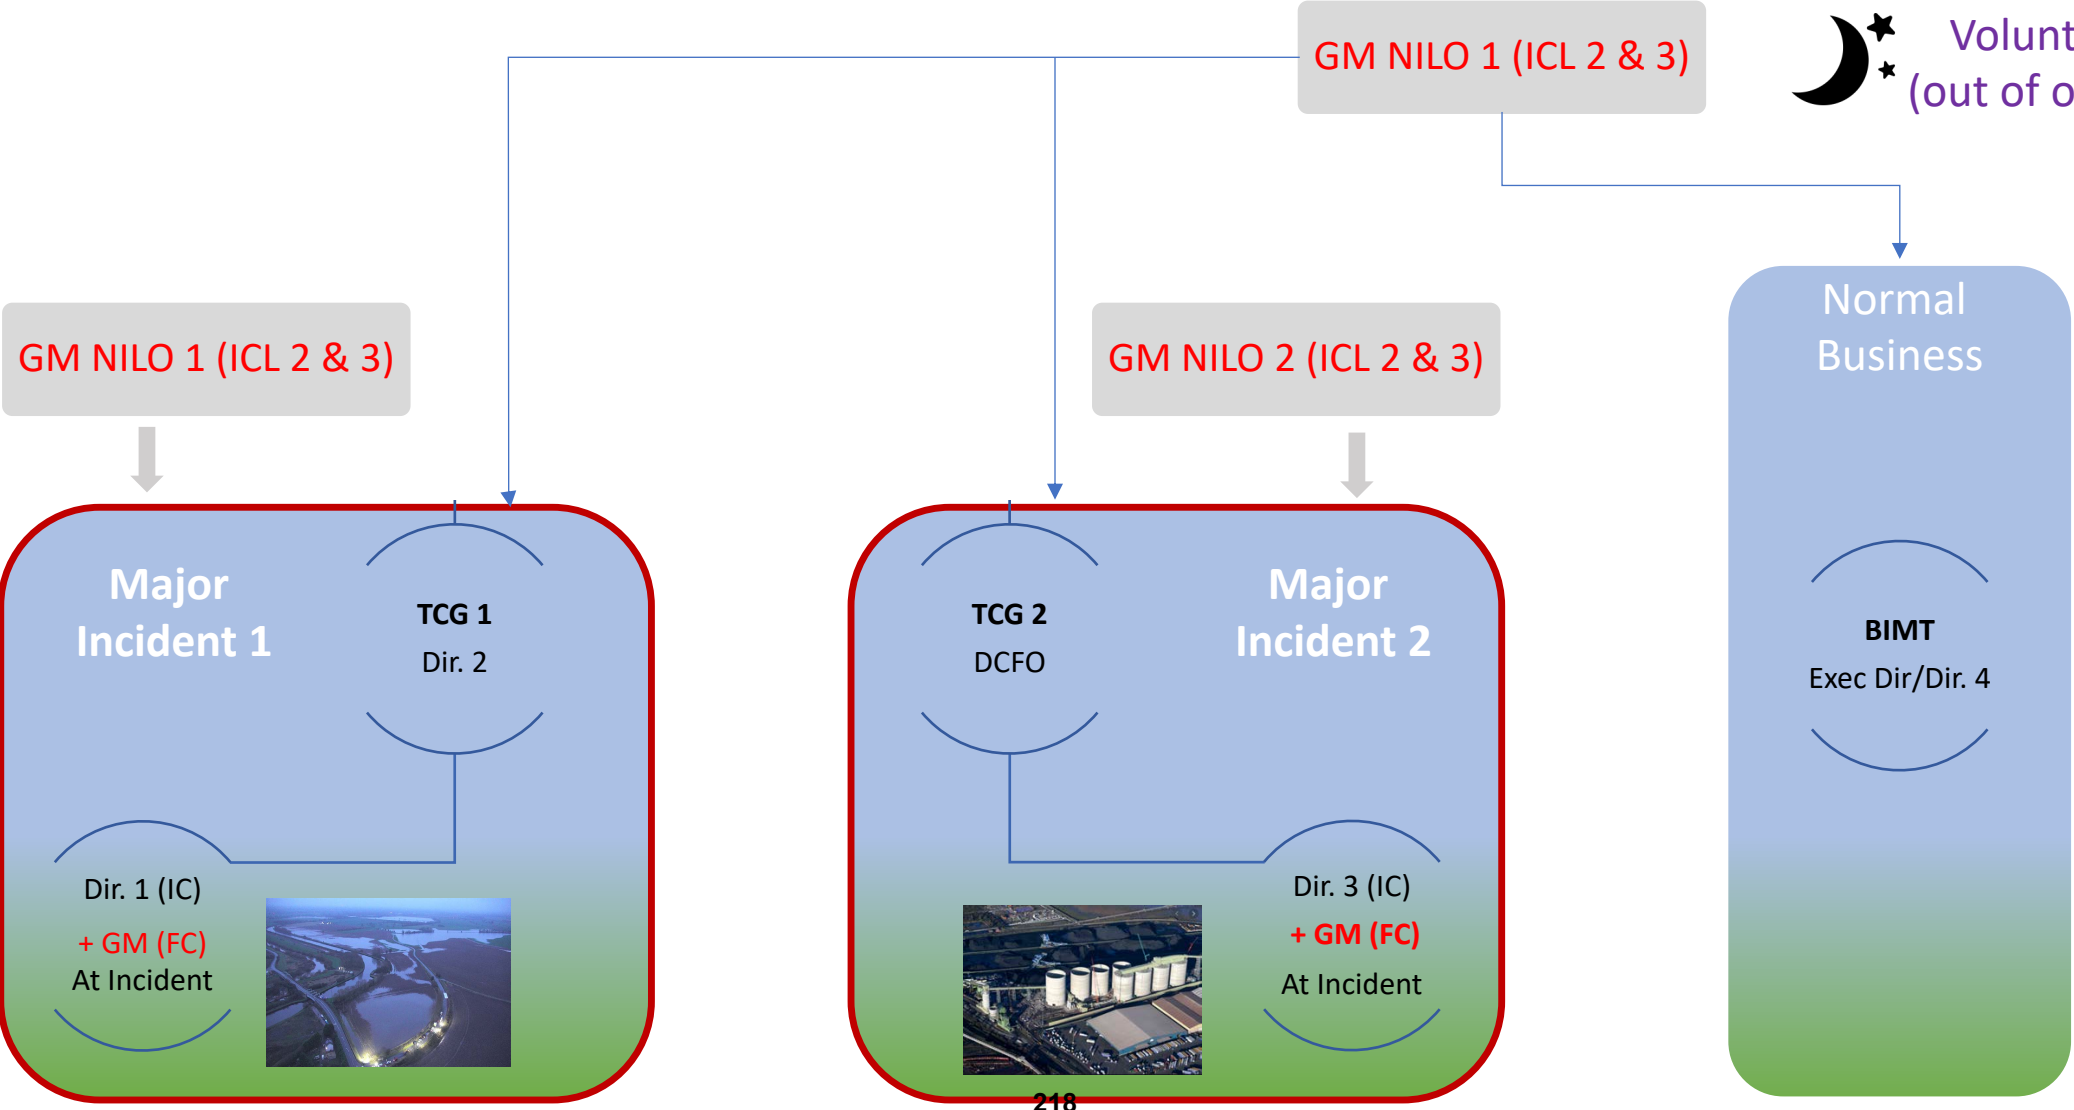 GM NILO 1 (ICL 2 & 3)
(out of
GM NILO 1 (ICL 2 & 3)
GM NILO 2 (ICL 2 & 3)
Normal
Business
Major
Incident 1
TCG 1
Dir. 2
TCG 2
DCFO
Major
Incident 2
BIMT
Exec Dir/Dir. 4
Dir. 1 (IC)
+ GM (FC)
At Incident
Dir. 3 (IC)
+ GM (FC)
At Incident
218